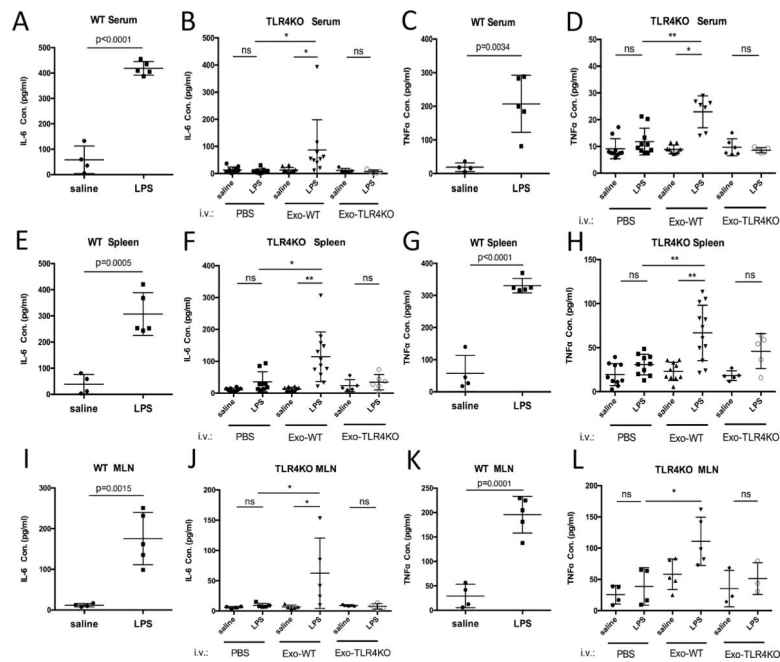 A
WT Serum
p<0.0001
IL-6 Con. (pg/ml)
500
400
300
200
100
0
saline
LPS
B
TLR4KO Serum
*
ns
*
ns
IL-6 Con. (pg/ml)
500
400
300
200
100
0
saline
LPS
saline
LPS
saline
LPS
i.v.:
PBS
Exo-WT
Exo-TLR4KO
C
WT Serum
p=0.0034
TNFα Con. (pg/ml)
400
300
200
100
0
saline
LPS
D
TLR4KO Serum
**
ns
*
ns
TNFα Con. (pg/ml)
50
40
30
20
10
0
saline
LPS
saline
LPS
saline
LPS
i.v.:
PBS
Exo-WT
Exo-TLR4KO
E
WT Spleen
p=0.0005
IL-6 Con. (pg/ml)
500
400
300
200
100
0
saline
LPS
F
TLR4KO Spleen
*
ns
**
ns
IL-6 Con. (pg/ml)
400
300
200
100
0
saline
LPS
saline
LPS
saline
LPS
i.v.:
PBS
Exo-WT
Exo-TLR4KO
G
WT Spleen
p<0.0001
TNFα Con. (pg/ml)
400
300
200
100
0
saline
LPS
H
TLR4KO Spleen
**
ns
**
ns
TNFα Con. (pg/ml)
150
100
50
0
saline
LPS
saline
LPS
saline
LPS
i.v.:
PBS
Exo-WT
Exo-TLR4KO
I
WT MLN
p=0.0015
IL-6 Con. (pg/ml)
300
200
100
0
saline
LPS
J
TLR4KO MLN
*
ns
*
ns
IL-6 Con. (pg/ml)
200
150
100
50
0
saline
LPS
saline
LPS
saline
LPS
i.v.:
PBS
Exo-WT
Exo-TLR4KO
K
WT MLN
p=0.0001
TNFα Con. (pg/ml)
250
200
150
100
50
0
saline
LPS
L
TLR4KO MLN
ns
*
ns
TNFα Con. (pg/ml)
200
150
100
50
0
saline
LPS
saline
LPS
saline
LPS
i.v.:
PBS
Exo-WT
Exo-TLR4KO